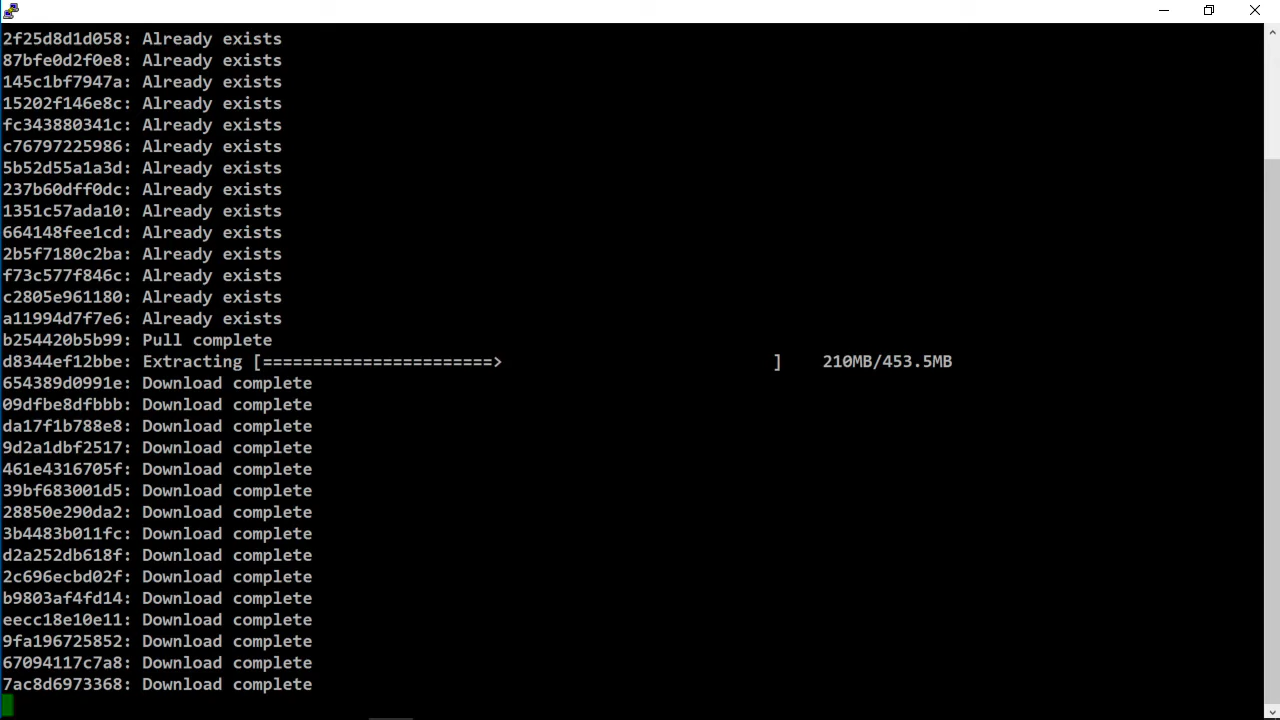 2f25d8d1d058: Already exists
87bfe0d2f0e8: Already exists
145c1bf7947a: Already exists
15202f146e8c: Already exists
fc343880341c: Already exists
c76797225986: Already exists
5b52d55a1a3d: Already exists
237b60dff0dc: Already exists
1351c57ada10: Already exists
664148fee1cd: Already exists
2b5f7180c2ba: Already exists
f73c577f846c: Already exists
c2805e961180: Already exists
a11994d7f7e6: Already exists
b254420b5b99: Pull complete
d8344ef12bbe: Extracting [=======================>                           ]    210MB/453.5MB
654389d0991e: Download complete
09dfbe8dfbbb: Download complete
da17f1b788e8: Download complete
9d2a1dbf2517: Download complete
461e4316705f: Download complete
39bf683001d5: Download complete
28850e290da2: Download complete
3b4483b011fc: Download complete
d2a252db618f: Download complete
2c696ecbd02f: Download complete
b9803af4fd14: Download complete
eecc18e10e11: Download complete
9fa196725852: Download complete
67094117c7a8: Download complete
7ac8d6973368: Download complete